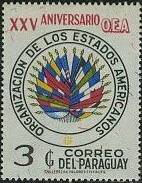 XXV ANIVERSARIO OEA
ORGANIZACION DE LOS ESTADOS AMERICANOS
3 ₲ CORREO
DEL PARAGUAY